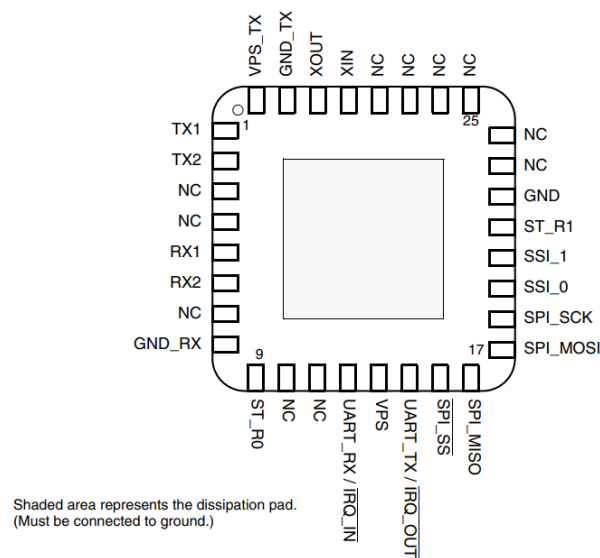 VPS_TX
GND_TX
XOUT
XIN
NC
NC
NC
NC
1
25
TX1
TX2
NC
NC
RX1
RX2
NC
GND_RX
NC
NC
GND
ST_R1
SSI_1
SSI_0
SPI_SCK
SPI_MOSI
9
17
ST_R0
NC
NC
UART_RX / IRQ_IN
VPS
UART_TX / IRQ_OUT
SPI_SS
SPI_MISO
Shaded area represents the dissipation pad.
(Must be connected to ground.)